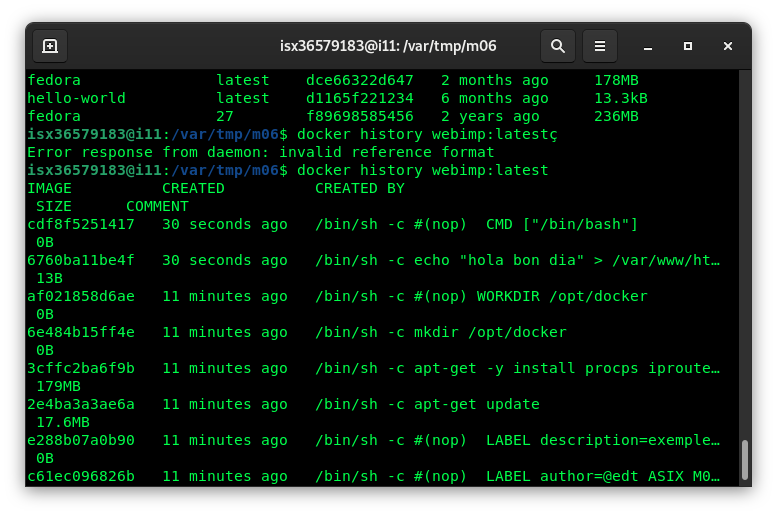 isx36579183@i11: /var/tmp/m06
fedora latest dce66322d647 2 months ago 178MB
hello-world latest d1165f221234 6 months ago 13.3kB
fedora 27 f89698585456 2 years ago 236MB
isx36579183@i11:/var/tmp/m06$ docker history webimp:latestç
Error response from daemon: invalid reference format
isx36579183@i11:/var/tmp/m06$ docker history webimp:latest
IMAGE CREATED CREATED BY
SIZE COMMENT
cdf8f5251417 30 seconds ago /bin/sh -c #(nop) CMD ["/bin/bash"]
0B
6760ba11be4f 30 seconds ago /bin/sh -c echo "hola bon dia" > /var/www/ht…
13B
af021858d6ae 11 minutes ago /bin/sh -c #(nop) WORKDIR /opt/docker
0B
6e484b15ff4e 11 minutes ago /bin/sh -c mkdir /opt/docker
0B
3cffc2ba6f9b 11 minutes ago /bin/sh -c apt-get -y install procps iproute…
179MB
2e4ba3a3ae6a 11 minutes ago /bin/sh -c apt-get update
17.6MB
e288b07a0b90 11 minutes ago /bin/sh -c #(nop) LABEL description=exemple…
0B
c61ec096826b 11 minutes ago /bin/sh -c #(nop) LABEL author=@edt ASIX M0…